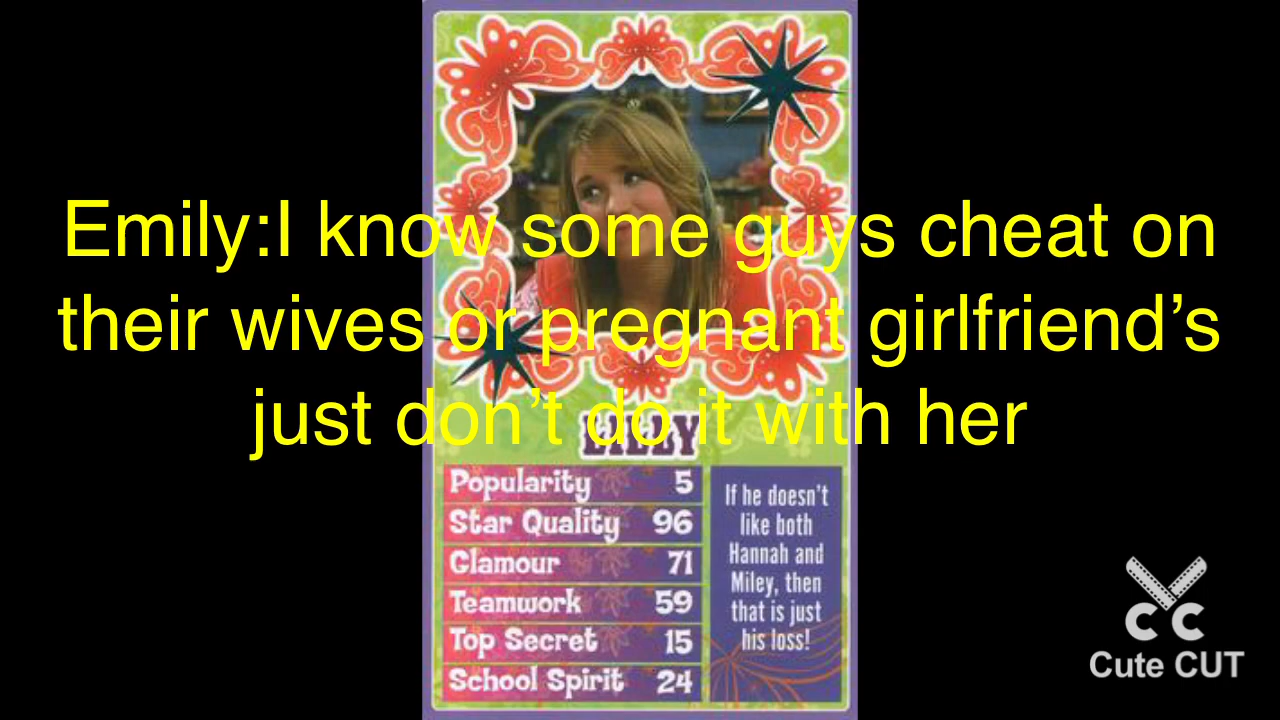 Emily:I know some guys cheat on
their wives or pregnant girlfriend’s
just don’t do it with her
LILLY
Popularity 5
Star Quality 96
Glamour 71
Teamwork 59
Top Secret 15
School Spirit 24
If he doesn't
like both
Hannah and
Miley, then
that is just
his loss!
CC
Cute CUT